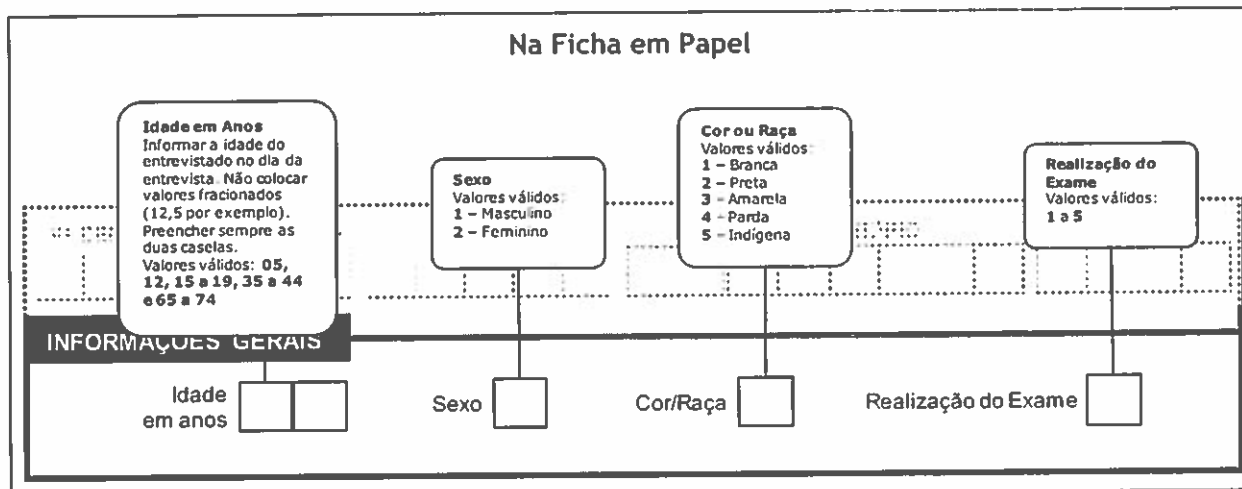 Na Ficha em Papel
Idade em Anos
Informar a idade do
entrevistado no dia da
entrevista. Não colocar
valores fracionados
(12,5 por exemplo).
Preencher sempre as
duas caselas.
Valores válidos: 05,
12, 15 a 19, 35 a 44
e 65 a 74
Sexo
Valores válidos:
1 – Masculino
2 – Feminino
Cor ou Raça
Valores válidos:
1 – Branca
2 – Preta
3 – Amarela
4 – Parda
5 – Indígena
Realização do
Exame
Valores válidos:
1 a 5
INFORMAÇÕES GERAIS
Idade
em anos
Sexo
Cor/Raça
Realização do Exame